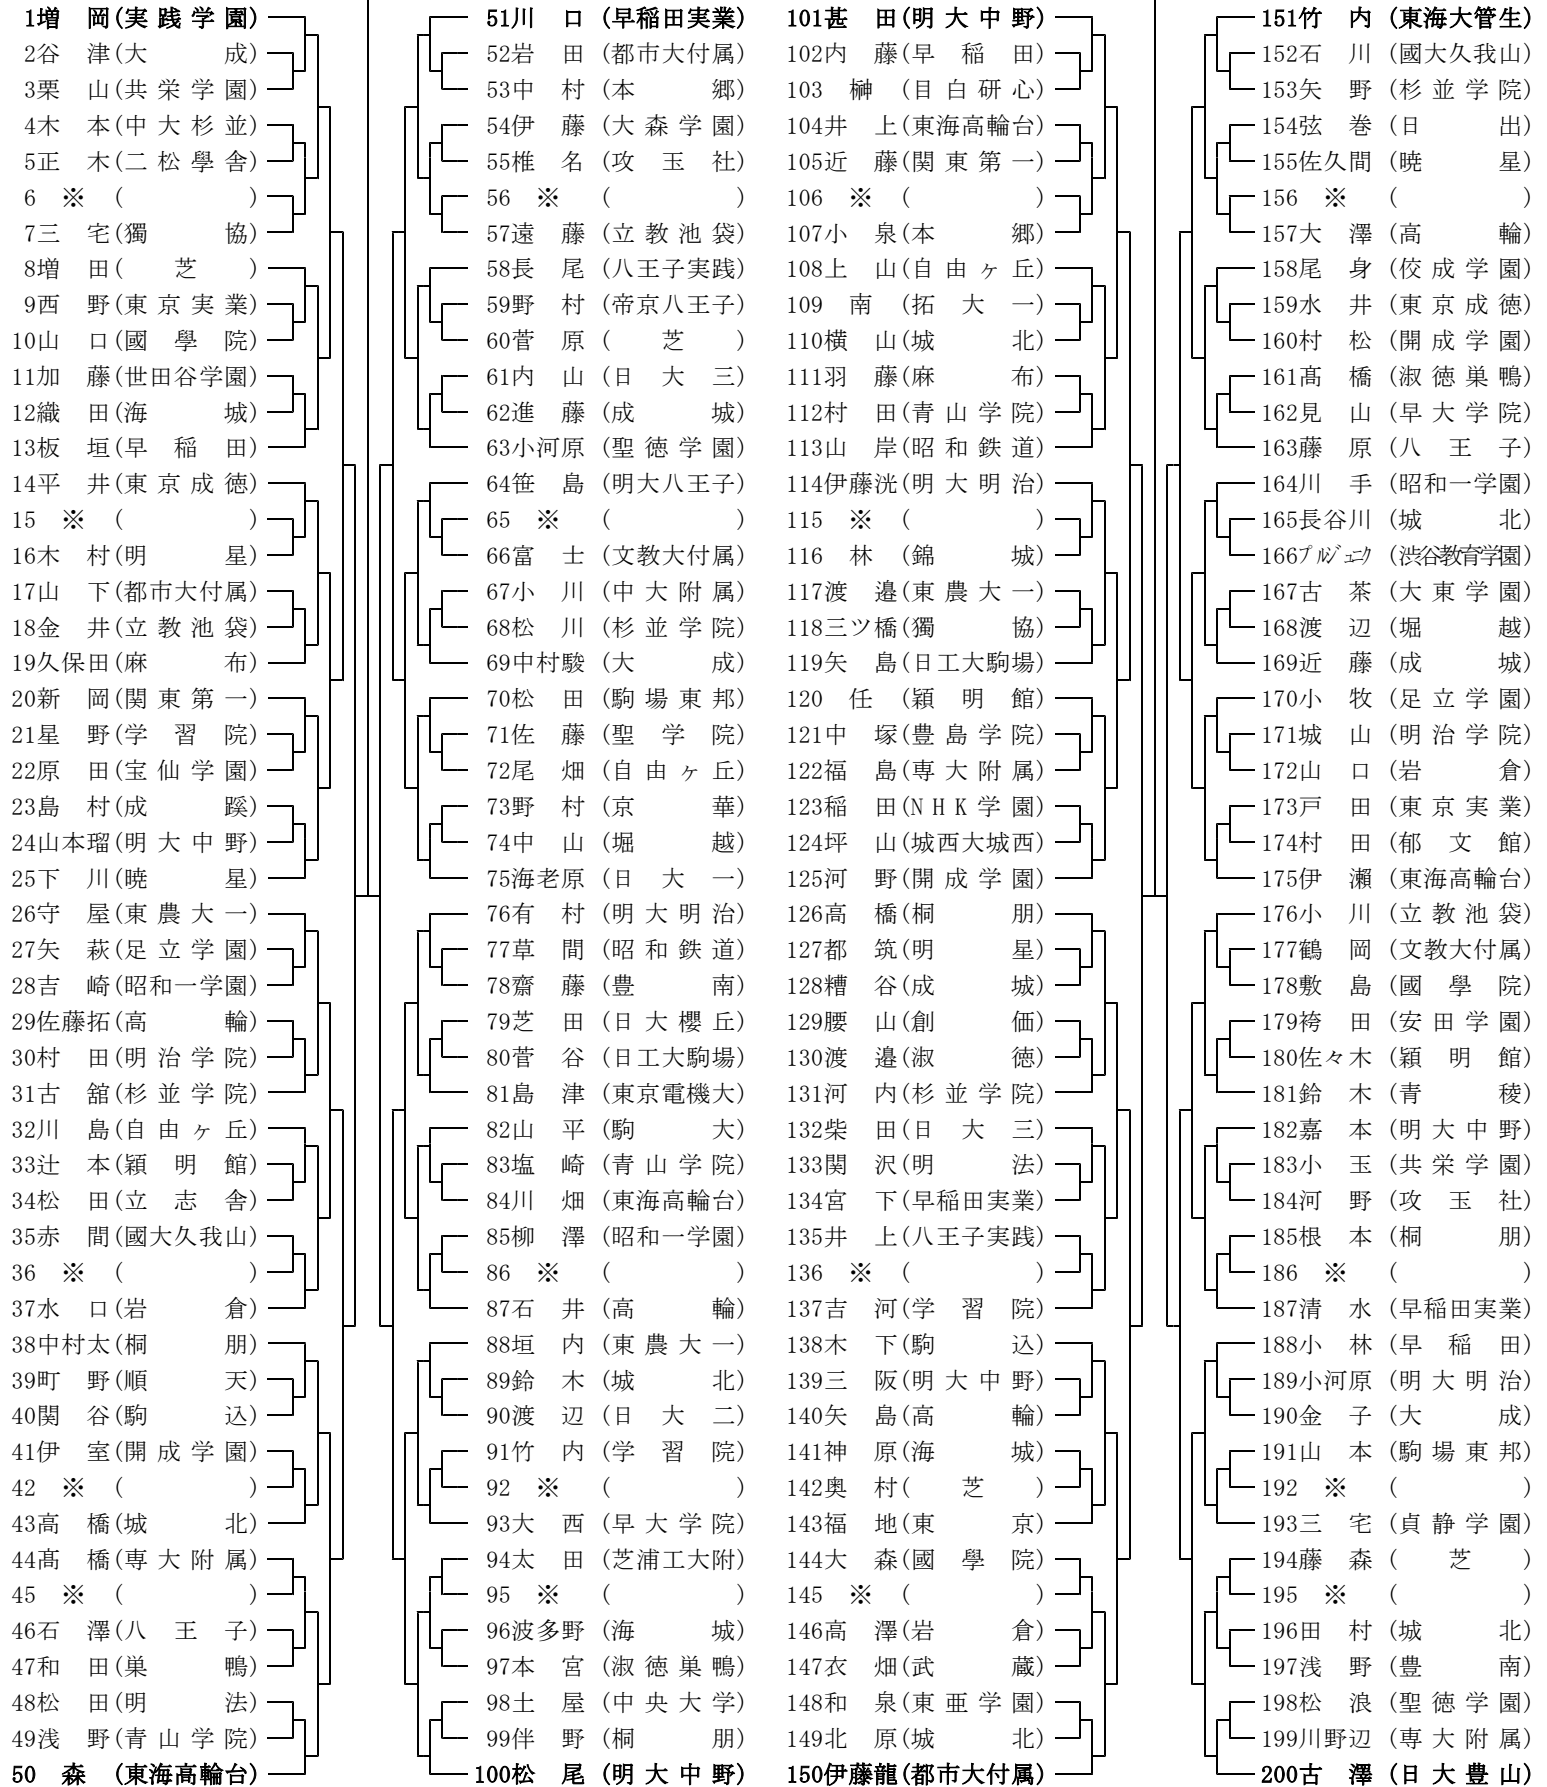 1増岡(実践学園)
2谷津(大成)
3栗山(共栄学園)
4木本(中大杉並)
5正木(二松學舎)
6 ※ ( )
7三宅(獨協)
8増田(芝)
9西野(東京実業)
10山口(國學院)
11加藤(世田谷学園)
12織田(海城)
13板垣(早稲田)
14平井(東京成徳)
15 ※ ( )
16木村(明星)
17山下(都市大付属)
18金井(立教池袋)
19久保田(麻布)
20新岡(関東第一)
21星野(学習院)
22原田(宝仙学園)
23島村(成蹊)
24山本瑠(明大中野)
25下川(暁星)
26守屋(東農大一)
27矢萩(足立学園)
28吉崎(昭和一学園)
29佐藤拓(高輪)
30村田(明治学院)
31古舘(杉並学院)
32川島(自由ヶ丘)
33辻本(穎明館)
34松田(立志舎)
35赤間(國大久我山)
36 ※ ( )
37水口(岩倉)
38中村太(桐朋)
39町野(順天)
40関谷(駒込)
41伊室(開成学園)
42 ※ ( )
43高橋(城北)
44髙橋(専大附属)
45 ※ ( )
46石澤(八王子)
47和田(巣鴨)
48松田(明法)
49浅野(青山学院)
50 森 (東海高輪台)
51川口(早稲田実業)
52岩田(都市大付属)
53中村(本郷)
54伊藤(大森学園)
55椎名(攻玉社)
56 ※ ( )
57遠藤(立教池袋)
58長尾(八王子実践)
59野村(帝京八王子)
60菅原(芝)
61内山(日大三)
62進藤(成城)
63小河原(聖徳学園)
64笹島(明大八王子)
65 ※ ( )
66富士(文教大付属)
67小川(中大附属)
68松川(杉並学院)
69中村駿(大成)
70松田(駒場東邦)
71佐藤(聖学院)
72尾畑(自由ヶ丘)
73野村(京華)
74中山(堀越)
75海老原(日大一)
76有村(明大明治)
77草間(昭和鉄道)
78齋藤(豊南)
79芝田(日大櫻丘)
80菅谷(日工大駒場)
81島津(東京電機大)
82山平(駒大)
83塩崎(青山学院)
84川畑(東海高輪台)
85柳澤(昭和一学園)
86 ※ ( )
87石井(高輪)
88垣内(東農大一)
89鈴木(城北)
90渡辺(日大二)
91竹内(学習院)
92 ※ ( )
93大西(早大学院)
94太田(芝浦工大附)
95 ※ ( )
96波多野(海城)
97本宮(淑徳巣鴨)
98土屋(中央大学)
99伴野(桐朋)
100松尾(明大中野)
101甚田(明大中野)
102内藤(早稲田)
103 榊 (目白研心)
104井上(東海高輪台)
105近藤(関東第一)
106 ※ ( )
107小泉(本郷)
108上山(自由ヶ丘)
109 南 (拓大一)
110横山(城北)
111羽藤(麻布)
112村田(青山学院)
113山岸(昭和鉄道)
114伊藤洸(明大明治)
115 ※ ( )
116 林 (錦城)
117渡邉(東農大一)
118三ツ橋(獨協)
119矢島(日工大駒場)
120 任 (穎明館)
121中塚(豊島学院)
122福島(専大附属)
123稲田(NHK学園)
124坪山(城西大城西)
125河野(開成学園)
126高橋(桐朋)
127都筑(明星)
128糟谷(成城)
129腰山(創価)
130渡邉(淑徳)
131河内(杉並学院)
132柴田(日大三)
133関沢(明法)
134宮下(早稲田実業)
135井上(八王子実践)
136 ※ ( )
137吉河(学習院)
138木下(駒込)
139三阪(明大中野)
140矢島(高輪)
141神原(海城)
142奥村(芝)
143福地(東京)
144大森(國學院)
145 ※ ( )
146高澤(岩倉)
147衣畑(武蔵)
148和泉(東亜学園)
149北原(城北)
150伊藤龍(都市大付属)
151竹内(東海大菅生)
152石川(國大久我山)
153矢野(杉並学院)
154弦巻(日出)
155佐久間(暁星)
156 ※ ( )
157大澤(高輪)
158尾身(佼成学園)
159水井(東京成徳)
160村松(開成学園)
161髙橋(淑徳巣鴨)
162見山(早大学院)
163藤原(八王子)
164川手(昭和一学園)
165長谷川(城北)
166 (渋谷教育学園)
167古茶(大東学園)
168渡辺(堀越)
169近藤(成城)
170小牧(足立学園)
171城山(明治学院)
172山口(岩倉)
173戸田(東京実業)
174村田(郁文館)
175伊瀬(東海高輪台)
176小川(立教池袋)
177鶴岡(文教大付属)
178敷島(國學院)
179袴田(安田学園)
180佐々木(穎明館)
181鈴木(青稜)
182嘉本(明大中野)
183小玉(共栄学園)
184河野(攻玉社)
185根本(桐朋)
186 ※ ( )
187清水(早稲田実業)
188小林(早稲田)
189小河原(明大明治)
190金子(大成)
191山本(駒場東邦)
192 ※ ( )
193三宅(貞静学園)
194藤森(芝)
195 ※ ( )
196田村(城北)
197浅野(豊南)
198松浪(聖徳学園)
199川野辺(専大附属)
200古澤(日大豊山)